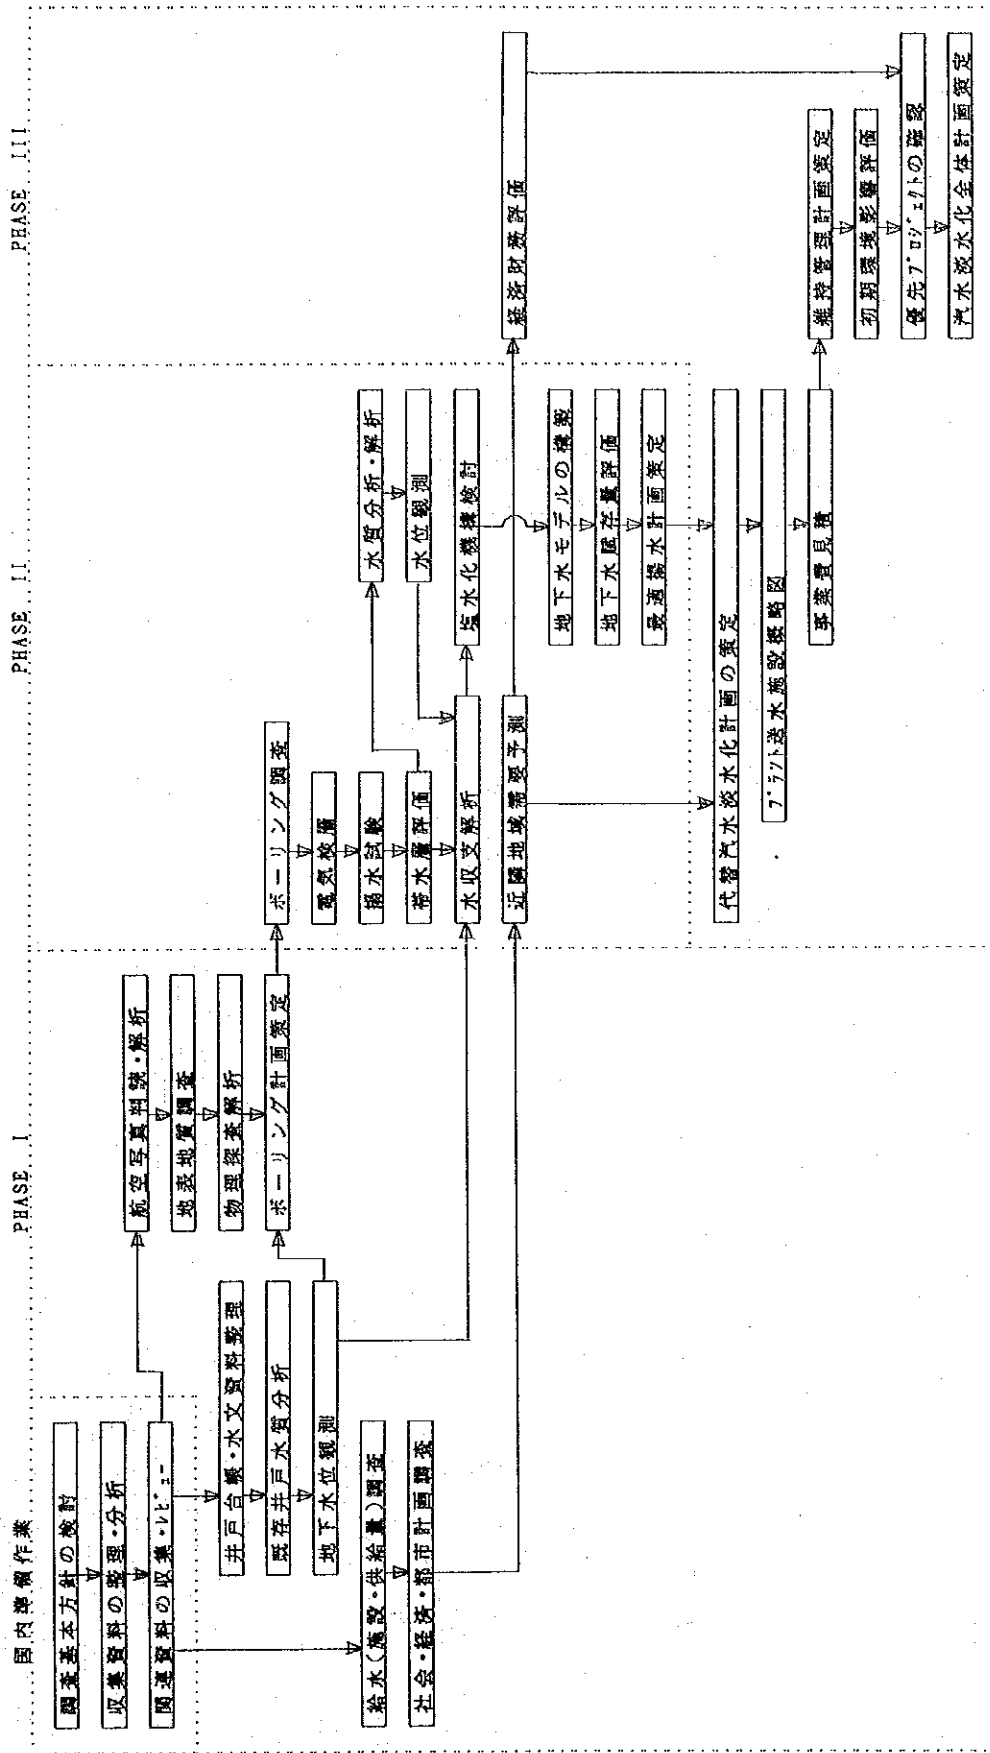 国内準備作業
調査基本方針の検討
収集資料の整理・分析
関連資料の収集・レビュー
PHASE I
井戸台帳・水文資料整理
既存井戸水質分析
地下水位観測
給水(施設・供給量)調査
社会・経済・都市計画調査
航空写真判読・解析
地表地質調査
物理探査解析
ボーリング計画策定
PHASE II
ボーリング調査
電気検層
揚水試験
帯水層評価
水収支解析
近隣地域需要予測
水質分析・解析
水位観測
塩水化機構検討
地下水モデルの構築
地下水賦存量評価
最適揚水計画策定
代替汽水淡水化計画の策定
プラント送水施設概略図
事業費見積
PHASE III
経済財務評価
維持管理計画策定
初期環境影響評価
優先プロジェクトの確認
汽水淡水化全体計画策定